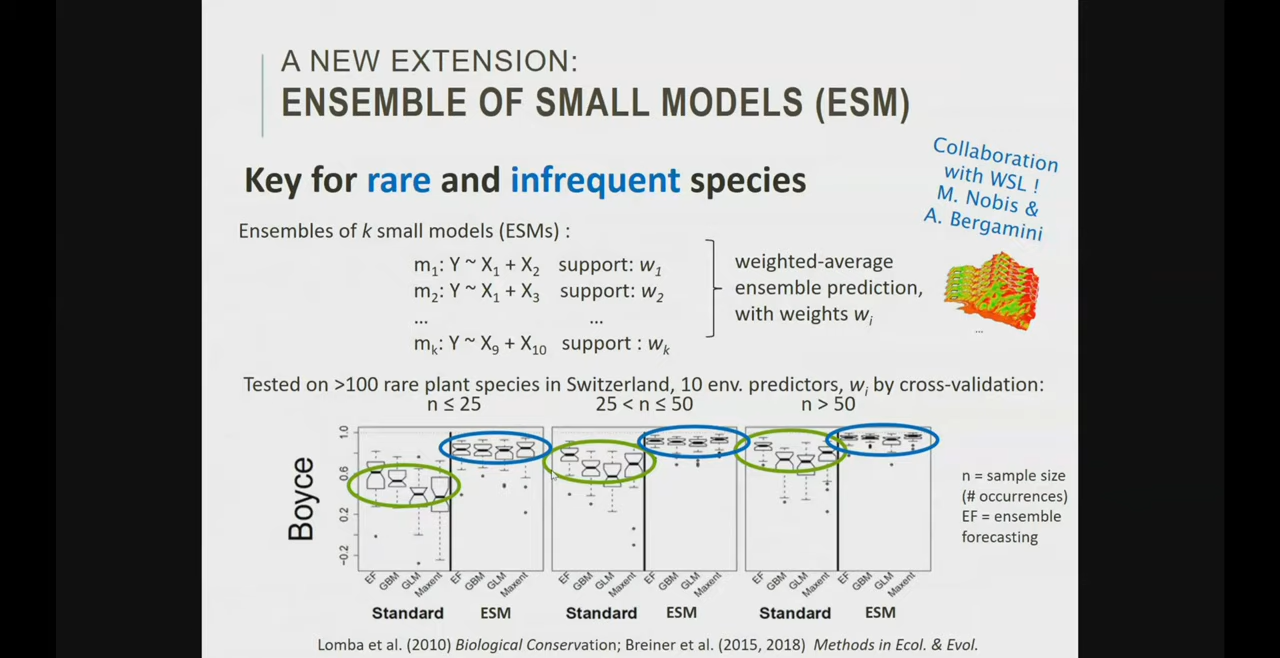 A NEW EXTENSION:
ENSEMBLE OF SMALL MODELS (ESM)
Collaboration
with WSL !
M. Nobis &
A. Bergamini
Key for rare and infrequent species
Ensembles of k small models (ESMs) :
m1: Y ~ X1 + X2 support: w1
m2: Y ~ X1 + X3 support: w2
... ...
mk: Y ~ X9 + X10 support : wk
weighted-average
ensemble prediction,
with weights wi
...
Tested on >100 rare plant species in Switzerland, 10 env. predictors, wi by cross-validation:
n ≤ 25 25 < n ≤ 50 n > 50
Boyce
1.0
0.6
0.2
-0.2
EF GBM GLM Maxent EF GBM GLM Maxent EF GBM GLM Maxent EF GBM GLM Maxent EF GBM GLM Maxent EF GBM GLM Maxent
Standard ESM Standard ESM Standard ESM
n = sample size
(# occurrences)
EF = ensemble
forecasting
Lomba et al. (2010) Biological Conservation; Breiner et al. (2015, 2018) Methods in Ecol. & Evol.